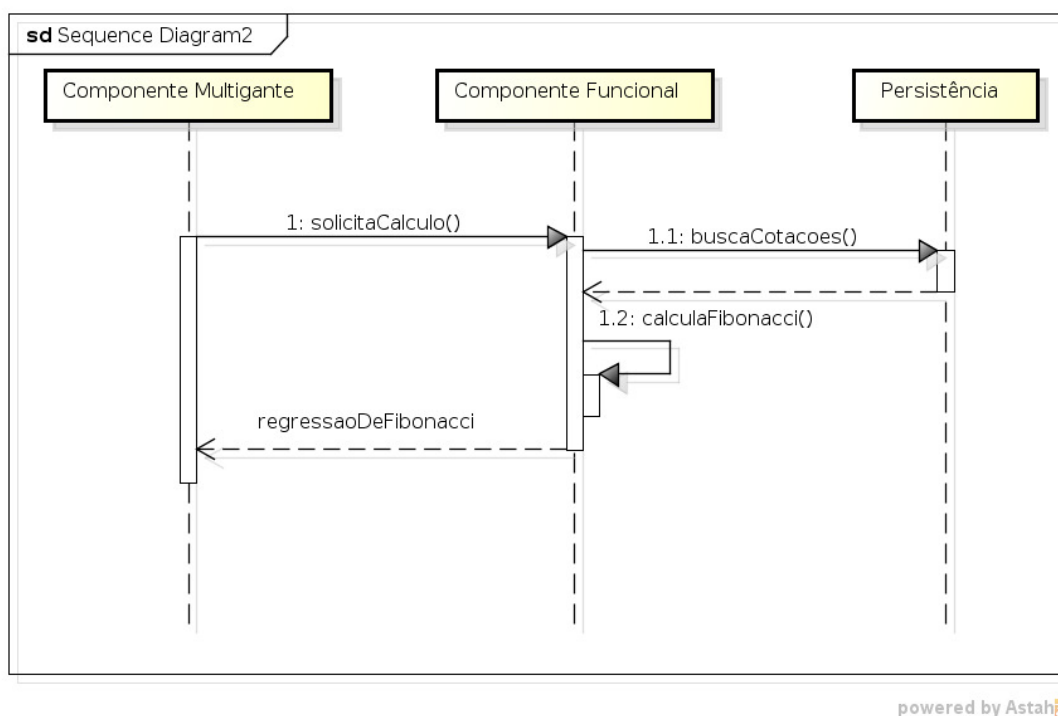 sd Sequence Diagram2
Componente Multigante
Componente Funcional
Persistência
1: solicitaCalculo()
1.1: buscaCotacoes()
1.2: calculaFibonacci()
regressaoDeFibonacci
powered by Astah